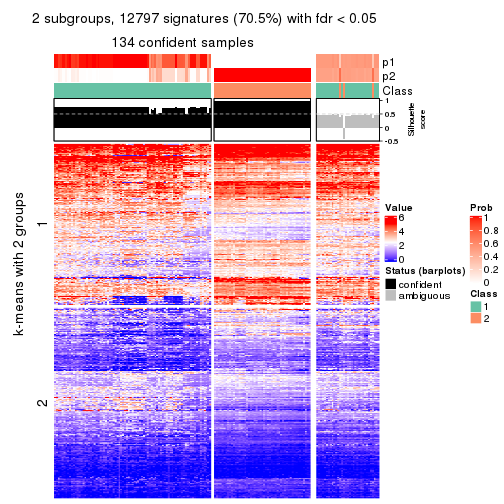 2 subgroups, 12797 signatures (70.5%) with fdr < 0.05
134 confident samples
p1
p2
Class
1
0.5
0
-0.5
Silhouette
score
k-means with 2 groups
1
2
Value
6
4
2
0
Status (barplots)
confident
ambiguous
Prob
1
0.8
0.6
0.4
0.2
0
Class
1
2